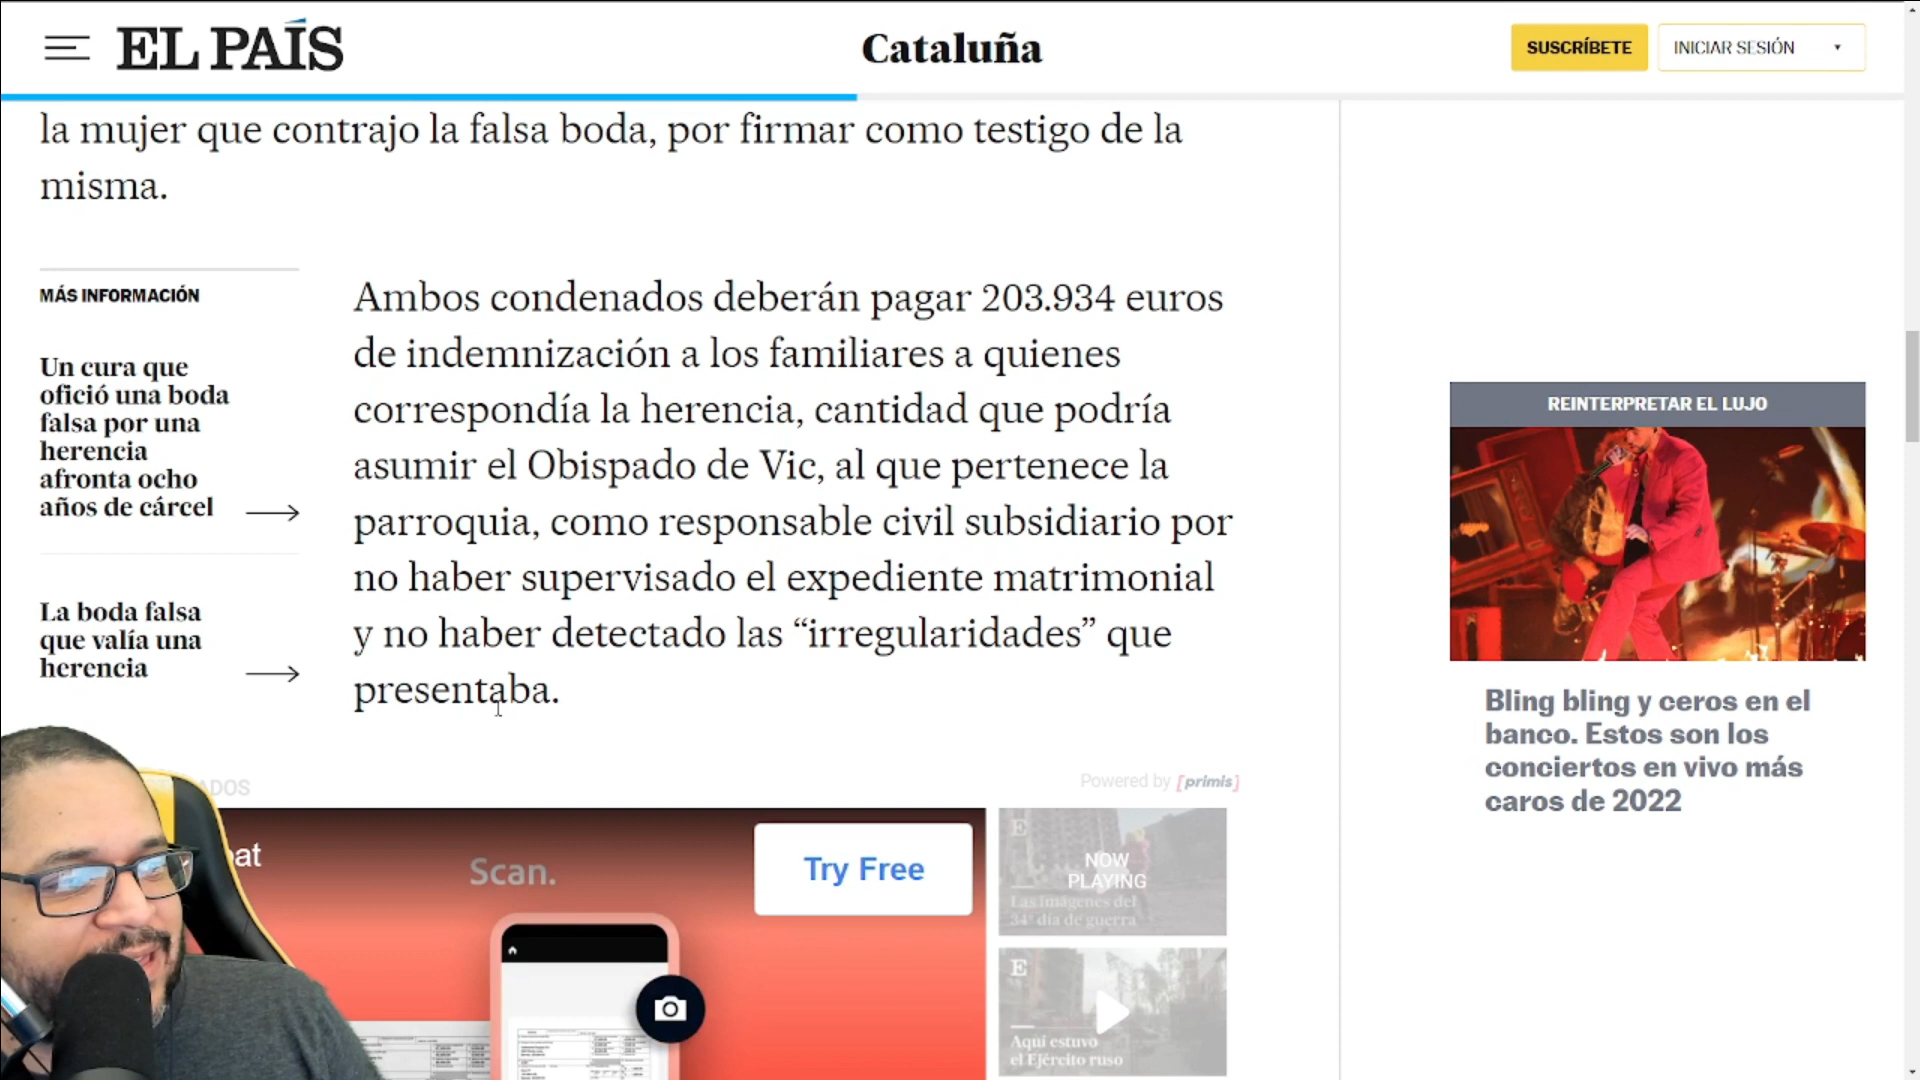 EL PAÍS
Cataluña
SUSCRÍBETE
INICIAR SESIÓN
la mujer que contrajo la falsa boda, por firmar como testigo de la
misma.
MÁS INFORMACIÓN
Un cura que
ofició una boda
falsa por una
herencia
afronta ocho
años de cárcel
La boda falsa
que valía una
herencia
Ambos condenados deberán pagar 203.934 euros
de indemnización a los familiares a quienes
correspondía la herencia, cantidad que podría
asumir el Obispado de Vic, al que pertenece la
parroquia, como responsable civil subsidiario por
no haber supervisado el expediente matrimonial
y no haber detectado las “irregularidades” que
presentaba.
REINTERPRETAR EL LUJO
Bling bling y ceros en el
banco. Estos son los
conciertos en vivo más
caros de 2022
ADOS
Powered by [primis]
Scan.
Try Free
E
NOW
PLAYING
Las imágenes del
34º día de guerra
E
Aquí estuvo
el Ejército ruso